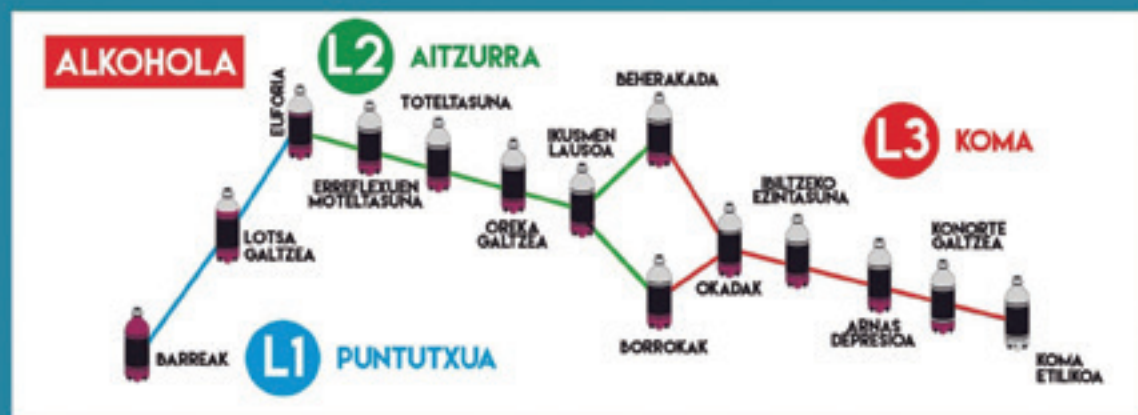 ALKOHOLA
L2 AITZURRA
EUFORIA
TOTELTASUNA
BEHERAKADA
IKUSMEN
LAUSOA
L3 KOMA
ERREFLEXUEN
MOTELTASUNA
IBILTZEKO
EZINTASUNA
LOTSA
GALTZEA
OREKA
GALTZEA
KONORTE
GALTZEA
OKADAK
BARREAK
L1 PUNTUTXUA
BORROKAK
ARNAS
DEPRESIOA
KOMA
ETILIKOA